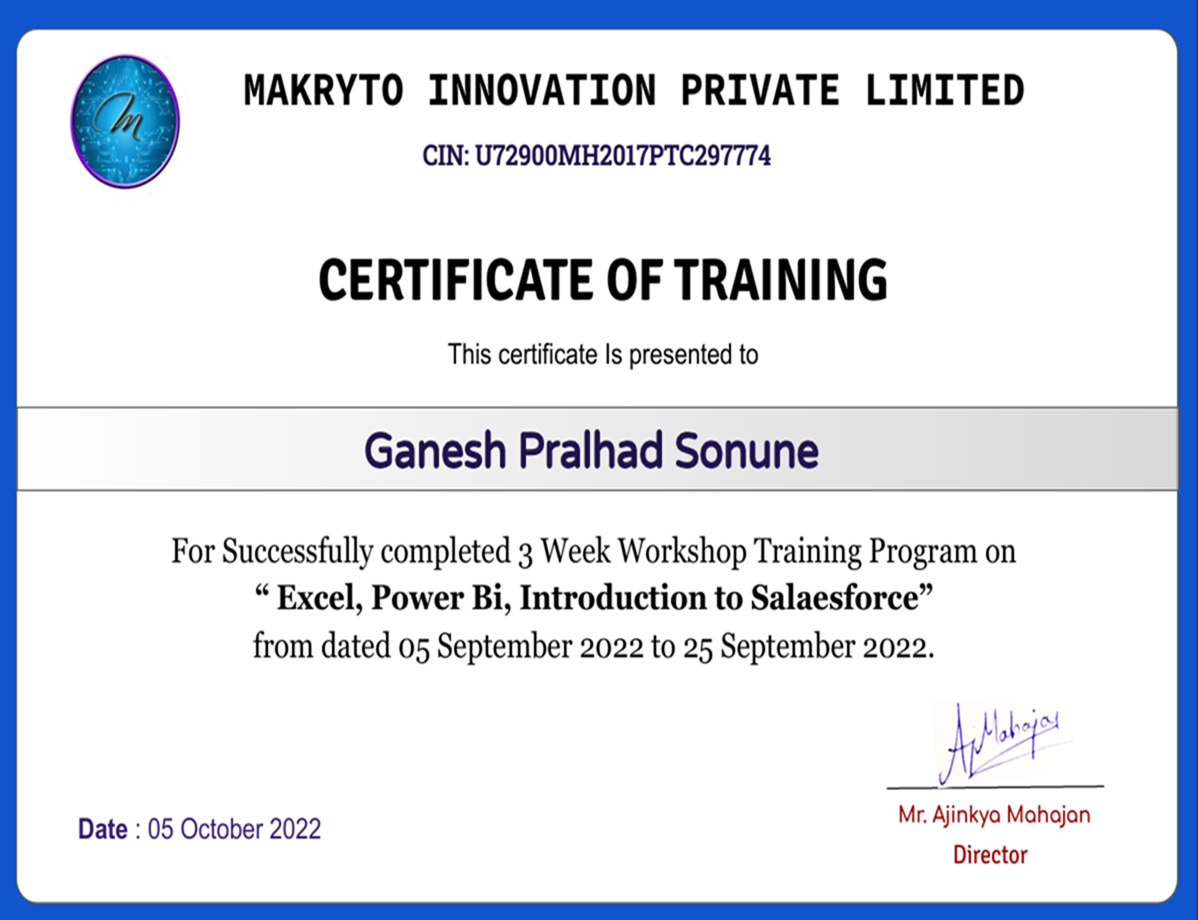 MAKRYTO INNOVATION PRIVATE LIMITED
CIN: U72900MH2017PTC297774
CERTIFICATE OF TRAINING
This certificate Is presented to
Ganesh Pralhad Sonune
For Successfully completed 3 Week Workshop Training Program on
“ Excel, Power Bi, Introduction to Salaesforce”
from dated 05 September 2022 to 25 September 2022.
AjMahajan
Mr. Ajinkya Mahajan
Date : 05 October 2022
Director